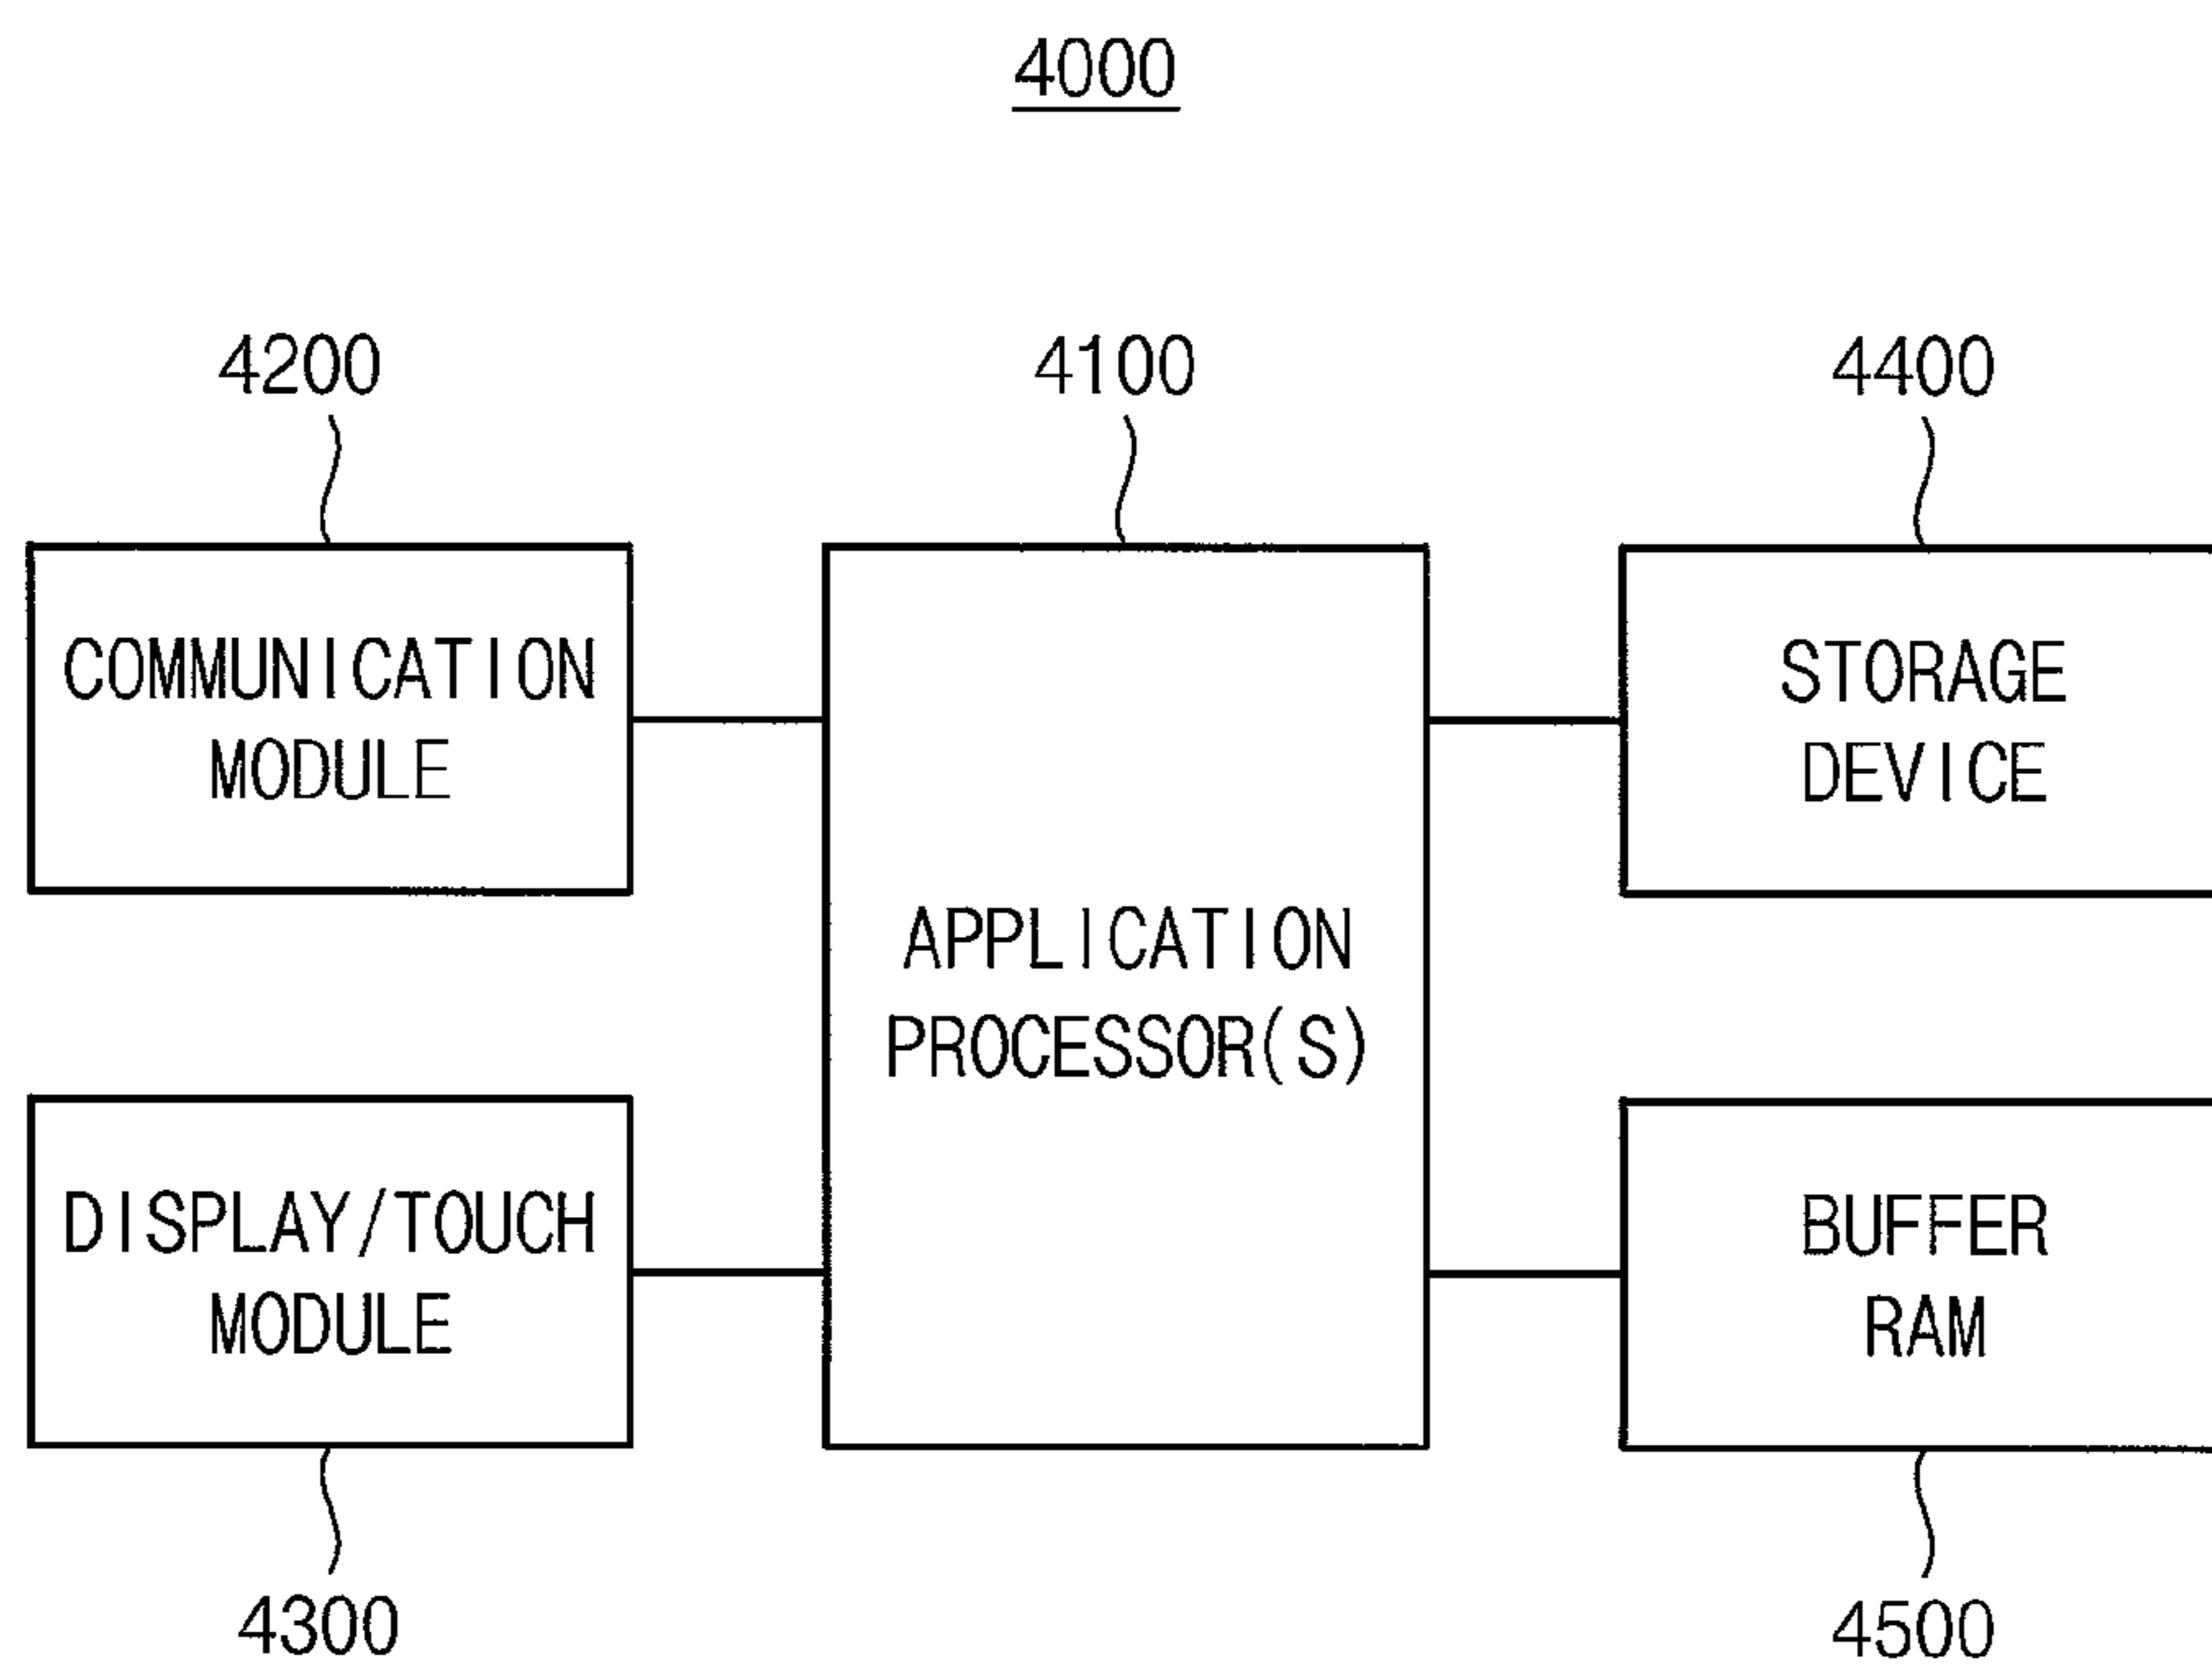 4000
4200
4100
4400
COMMUNICATION
MODULE
APPLICATION
PROCESSOR(S)
STORAGE
DEVICE
DISPLAY/TOUCH
MODULE
BUFFER
RAM
4300
4500